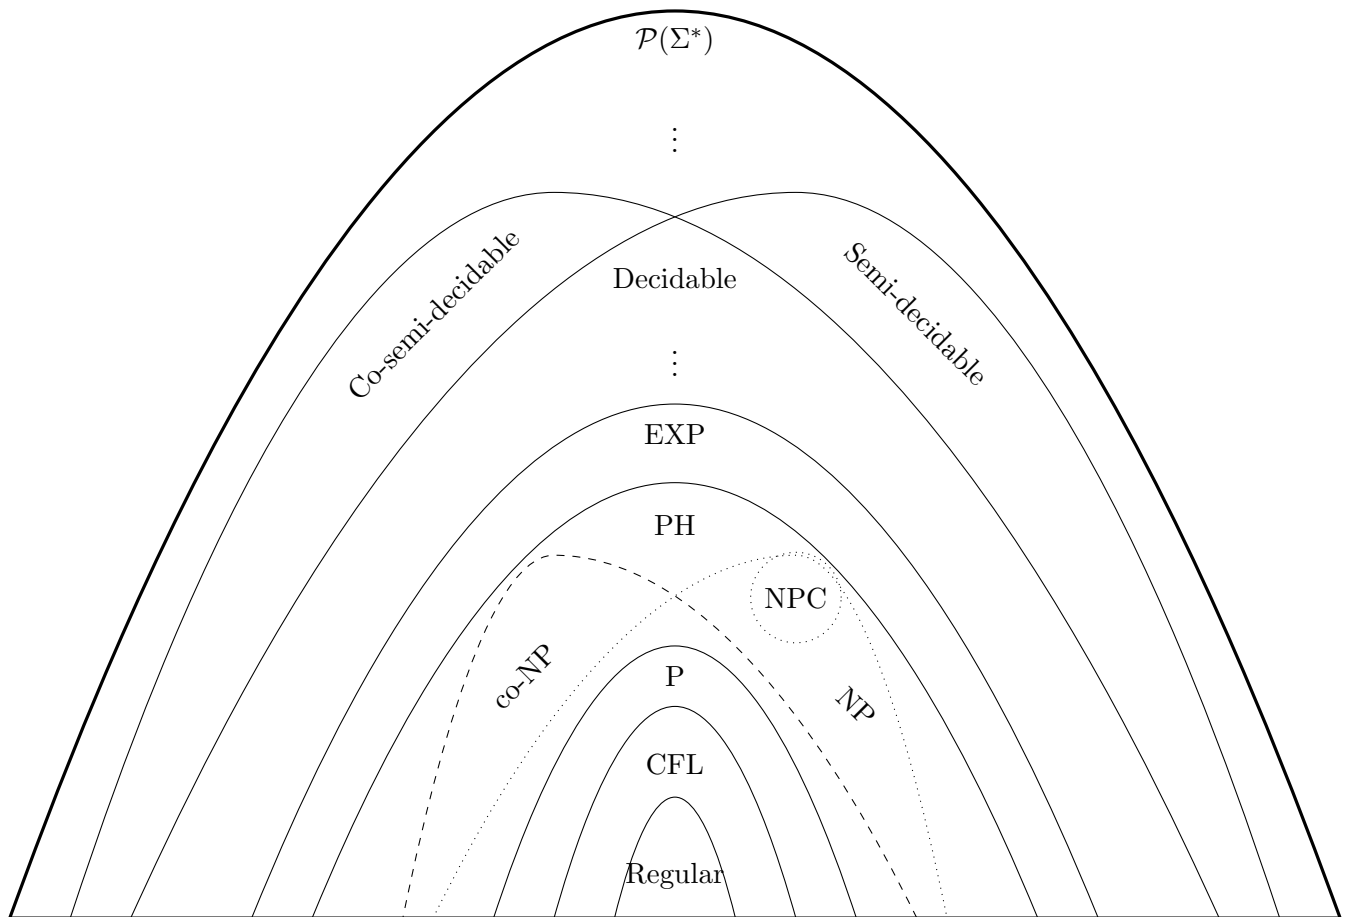 𝒫(Σ*)
⋮
Co-semi-decidable
Semi-decidable
Decidable
⋮
EXP
PH
NPC
co-NP
P
NP
CFL
Regular